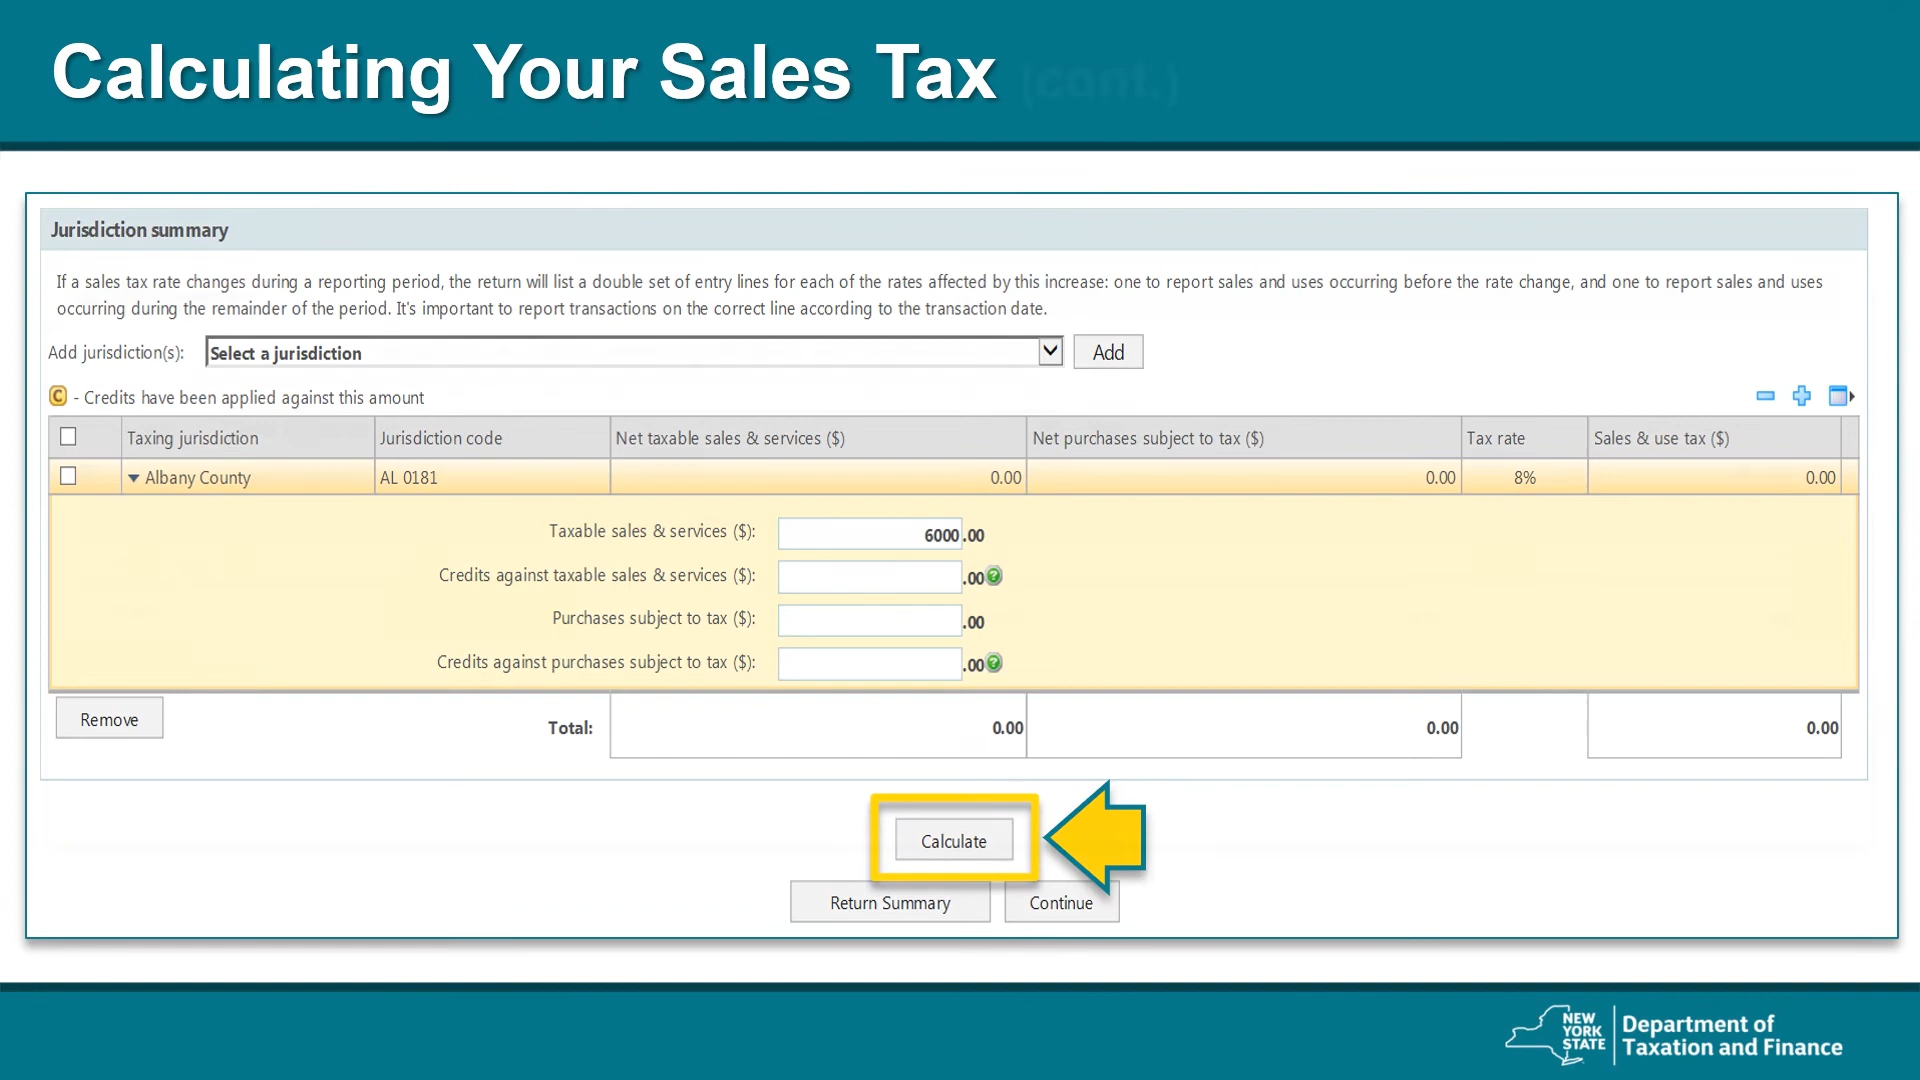 Calculating Your Sales Tax (cont.)
Jurisdiction summary
If a sales tax rate changes during a reporting period, the return will list a double set of entry lines for each of the rates affected by this increase: one to report sales and uses occurring before the rate change, and one to report sales and uses
occurring during the remainder of the period. It's important to report transactions on the correct line according to the transaction date.
Add jurisdiction(s): Select a jurisdiction Add
C - Credits have been applied against this amount
Taxing jurisdiction Jurisdiction code Net taxable sales & services ($) Net purchases subject to tax ($) Tax rate Sales & use tax ($)
Albany County AL 0181 0.00 0.00 8% 0.00
Taxable sales & services ($): 6000.00
Credits against taxable sales & services ($): .00 ?
Purchases subject to tax ($): .00
Credits against purchases subject to tax ($): .00 ?
Remove Total: 0.00 0.00 0.00
Calculate
Return Summary Continue
NEW
YORK
STATE
Department of
Taxation and Finance